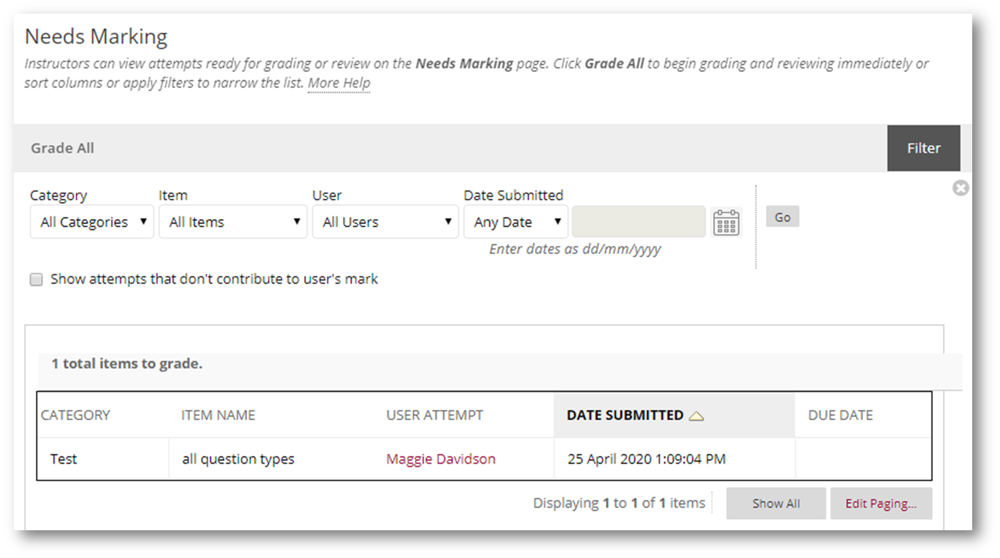 Needs Marking
Instructors can view attempts ready for grading or review on the Needs Marking page. Click Grade All to begin grading and reviewing immediately or
sort columns or apply filters to narrow the list. More Help
Grade All Filter
Category Item User Date Submitted
All Categories All Items All Users Any Date Go
Enter dates as dd/mm/yyyy
Show attempts that don't contribute to user's mark
1 total items to grade.
CATEGORY ITEM NAME USER ATTEMPT DATE SUBMITTED DUE DATE
Test all question types Maggie Davidson 25 April 2020 1:09:04 PM
Displaying 1 to 1 of 1 items Show All Edit Paging...